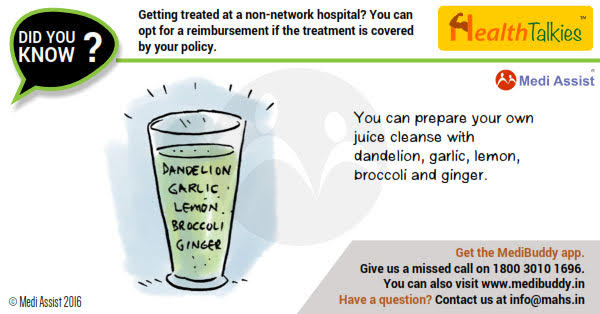 DID YOU
KNOW ?
Getting treated at a non-network hospital? You can
opt for a reimbursement if the treatment is covered
by your policy.
HealthTalkies™
Medi Assist®
DANDELION
GARLIC
LEMON
BROCCOLI
GINGER
You can prepare your own
juice cleanse with
dandelion, garlic, lemon,
broccoli and ginger.
Get the MediBuddy app.
Give us a missed call on 1800 3010 1696.
You can also visit www.medibuddy.in
Have a question? Contact us at info@mahs.in
© Medi Assist 2016